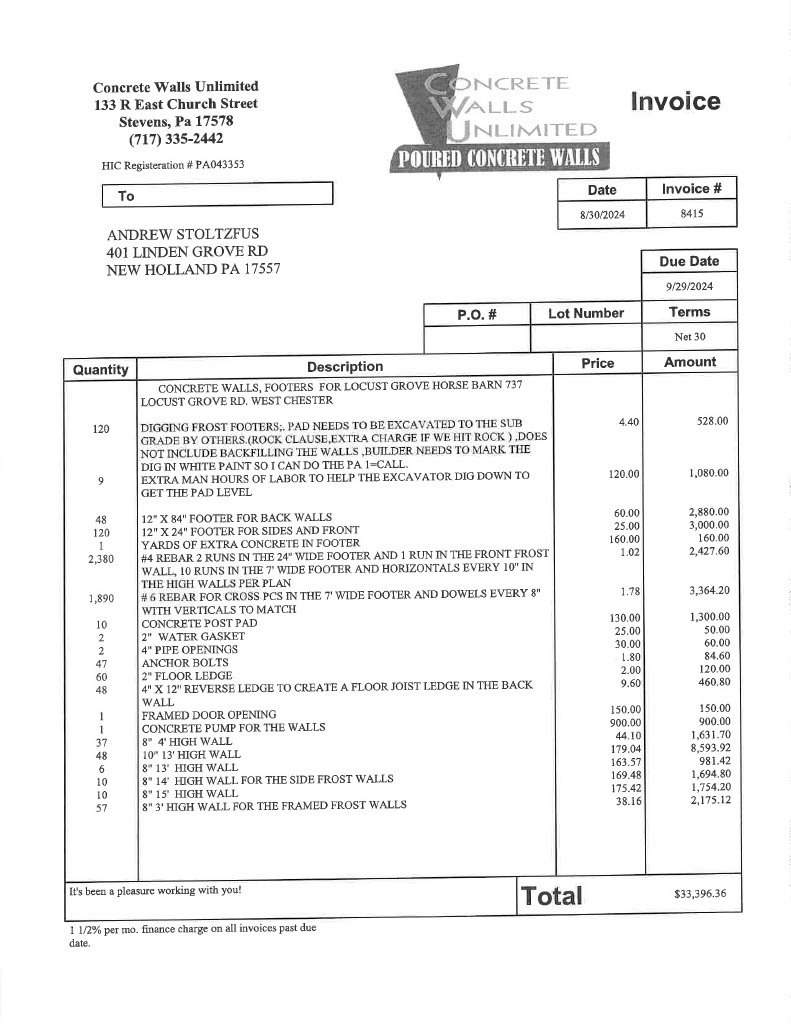 Concrete Walls Unlimited
133 R East Church Street
Stevens, Pa 17578
(717) 335-2442
HIC Registeration # PA043353
CONCRETE
WALLS
UNLIMITED
POURED CONCRETE WALLS
Invoice
To
ANDREW STOLTZFUS
401 LINDEN GROVE RD
NEW HOLLAND PA 17557
Date Invoice #
8/30/2024 8415
Due Date
9/29/2024
P.O. # Lot Number Terms
Net 30
Quantity Description Price Amount
CONCRETE WALLS, FOOTERS FOR LOCUST GROVE HORSE BARN 737
LOCUST GROVE RD. WEST CHESTER
120 DIGGING FROST FOOTERS;. PAD NEEDS TO BE EXCAVATED TO THE SUB 4.40 528.00
GRADE BY OTHERS.(ROCK CLAUSE,EXTRA CHARGE IF WE HIT ROCK ) ,DOES
NOT INCLUDE BACKFILLING THE WALLS ,BUILDER NEEDS TO MARK THE
DIG IN WHITE PAINT SO I CAN DO THE PA 1=CALL.
9 EXTRA MAN HOURS OF LABOR TO HELP THE EXCAVATOR DIG DOWN TO 120.00 1,080.00
GET THE PAD LEVEL
48 12" X 84" FOOTER FOR BACK WALLS 60.00 2,880.00
120 12" X 24" FOOTER FOR SIDES AND FRONT 25.00 3,000.00
1 YARDS OF EXTRA CONCRETE IN FOOTER 160.00 160.00
2,380 #4 REBAR 2 RUNS IN THE 24" WIDE FOOTER AND 1 RUN IN THE FRONT FROST 1.02 2,427.60
WALL, 10 RUNS IN THE 7' WIDE FOOTER AND HORIZONTALS EVERY 10" IN
THE HIGH WALLS PER PLAN
1,890 # 6 REBAR FOR CROSS PCS IN THE 7' WIDE FOOTER AND DOWELS EVERY 8" 1.78 3,364.20
WITH VERTICALS TO MATCH
10 CONCRETE POST PAD 130.00 1,300.00
2 2" WATER GASKET 25.00 50.00
2 4" PIPE OPENINGS 30.00 60.00
47 ANCHOR BOLTS 1.80 84.60
60 2" FLOOR LEDGE 2.00 120.00
48 4" X 12" REVERSE LEDGE TO CREATE A FLOOR JOIST LEDGE IN THE BACK 9.60 460.80
WALL
1 FRAMED DOOR OPENING 150.00 150.00
1 CONCRETE PUMP FOR THE WALLS 900.00 900.00
37 8" 4' HIGH WALL 44.10 1,631.70
48 10" 13' HIGH WALL 179.04 8,593.92
6 8" 13' HIGH WALL 163.57 981.42
10 8" 14' HIGH WALL FOR THE SIDE FROST WALLS 169.48 1,694.80
10 8" 15' HIGH WALL 175.42 1,754.20
57 8" 3' HIGH WALL FOR THE FRAMED FROST WALLS 38.16 2,175.12
It's been a pleasure working with you!
Total $33,396.36
1 1/2% per mo. finance charge on all invoices past due
date.